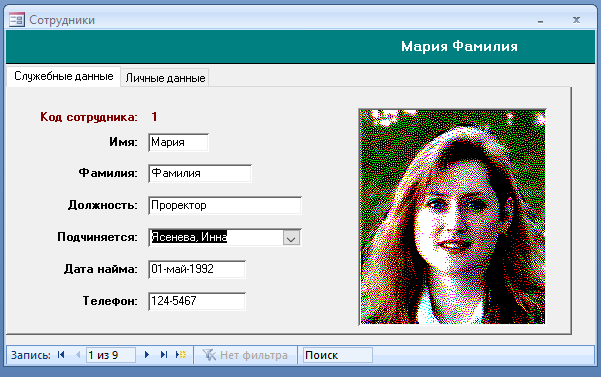 Сотрудники
Мария Фамилия
Служебные данные Личные данные
Код сотрудника: 1
Имя: Мария
Фамилия: Фамилия
Должность: Проректор
Подчиняется: Ясенева, Инна
Дата найма: 01-май-1992
Телефон: 124-5467
Запись: 1 из 9 Нет фильтра Поиск